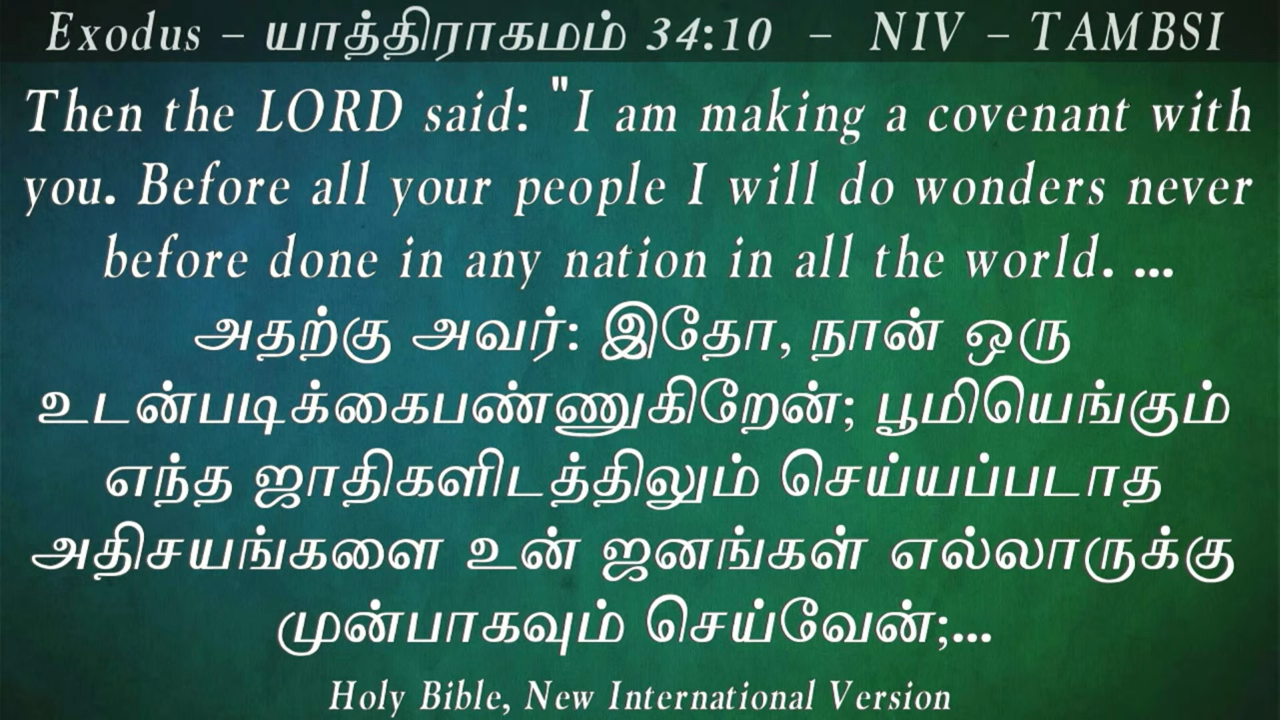 Exodus – யாத்திராகமம் 34:10 – NIV – TAMBSI
Then the LORD said: "I am making a covenant with
you. Before all your people I will do wonders never
before done in any nation in all the world. ...
அதற்கு அவர்: இதோ, நான் ஒரு
உடன்படிக்கைபண்ணுகிறேன்; பூமியெங்கும்
எந்த ஜாதிகளிடத்திலும் செய்யப்படாத
அதிசயங்களை உன் ஜனங்கள் எல்லாருக்கு
முன்பாகவும் செய்வேன்;...
Holy Bible, New International Version